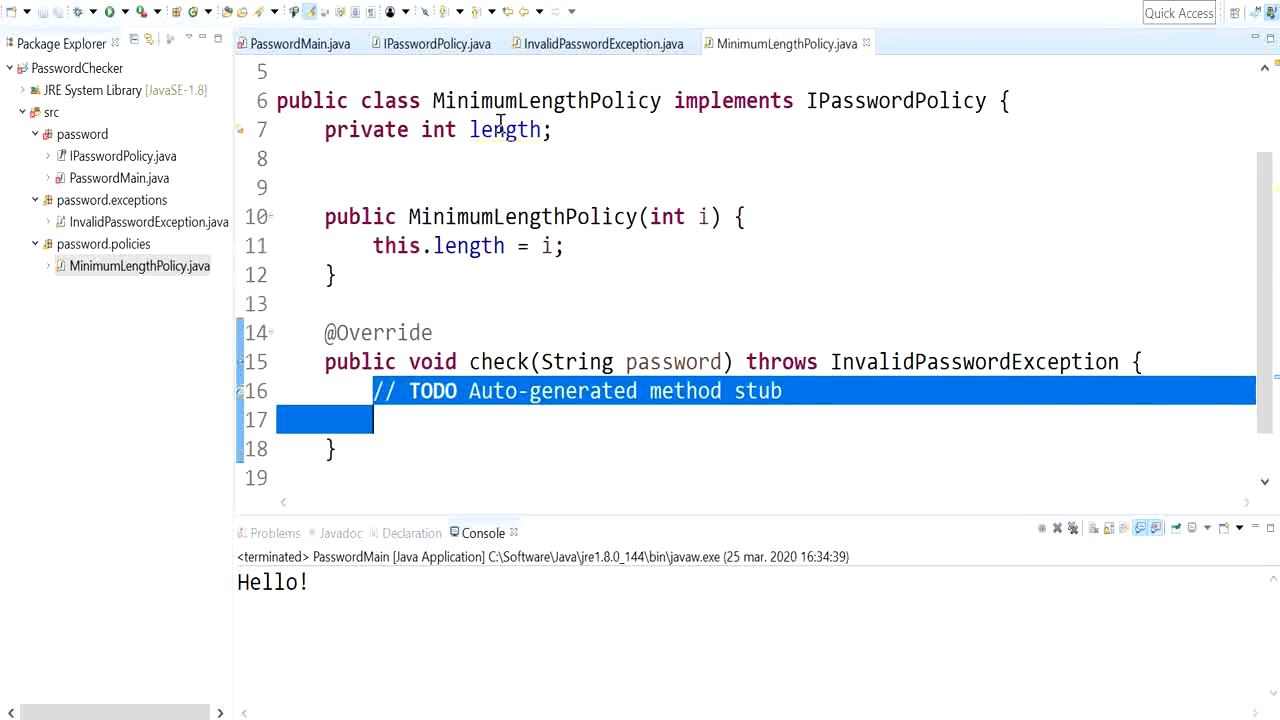 Quick Access
Package Explorer
PasswordChecker
JRE System Library [JavaSE-1.8]
src
password
IPasswordPolicy.java
PasswordMain.java
password.exceptions
InvalidPasswordException.java
password.policies
MinimumLengthPolicy.java
PasswordMain.java IPasswordPolicy.java InvalidPasswordException.java MinimumLengthPolicy.java
5
6 public class MinimumLengthPolicy implements IPasswordPolicy {
7 private int length;
8
9
10 public MinimumLengthPolicy(int i) {
11 this.length = i;
12 }
13
14 @Override
15 public void check(String password) throws InvalidPasswordException {
16 // TODO Auto-generated method stub
17
18 }
19
Problems Javadoc Declaration Console
<terminated> PasswordMain [Java Application] C:\Software\Java\jre1.8.0_144\bin\javaw.exe (25 mar. 2020 16:34:39)
Hello!